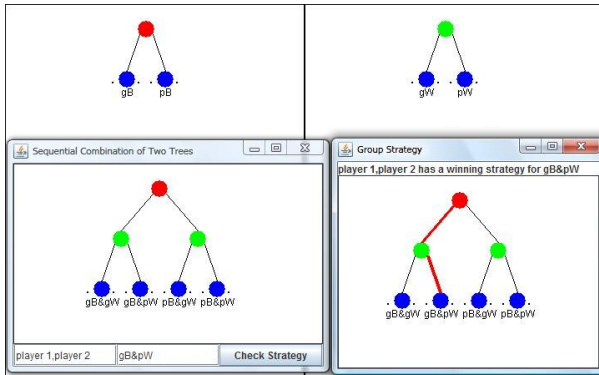 gB pB
gW pW
Sequential Combination of Two Trees
gB&gW gB&pW pB&gW pB&pW
player 1,player 2 gB&pW Check Strategy
Group Strategy
player 1,player 2 has a winning strategy for gB&pW
gB&gW gB&pW pB&gW pB&pW